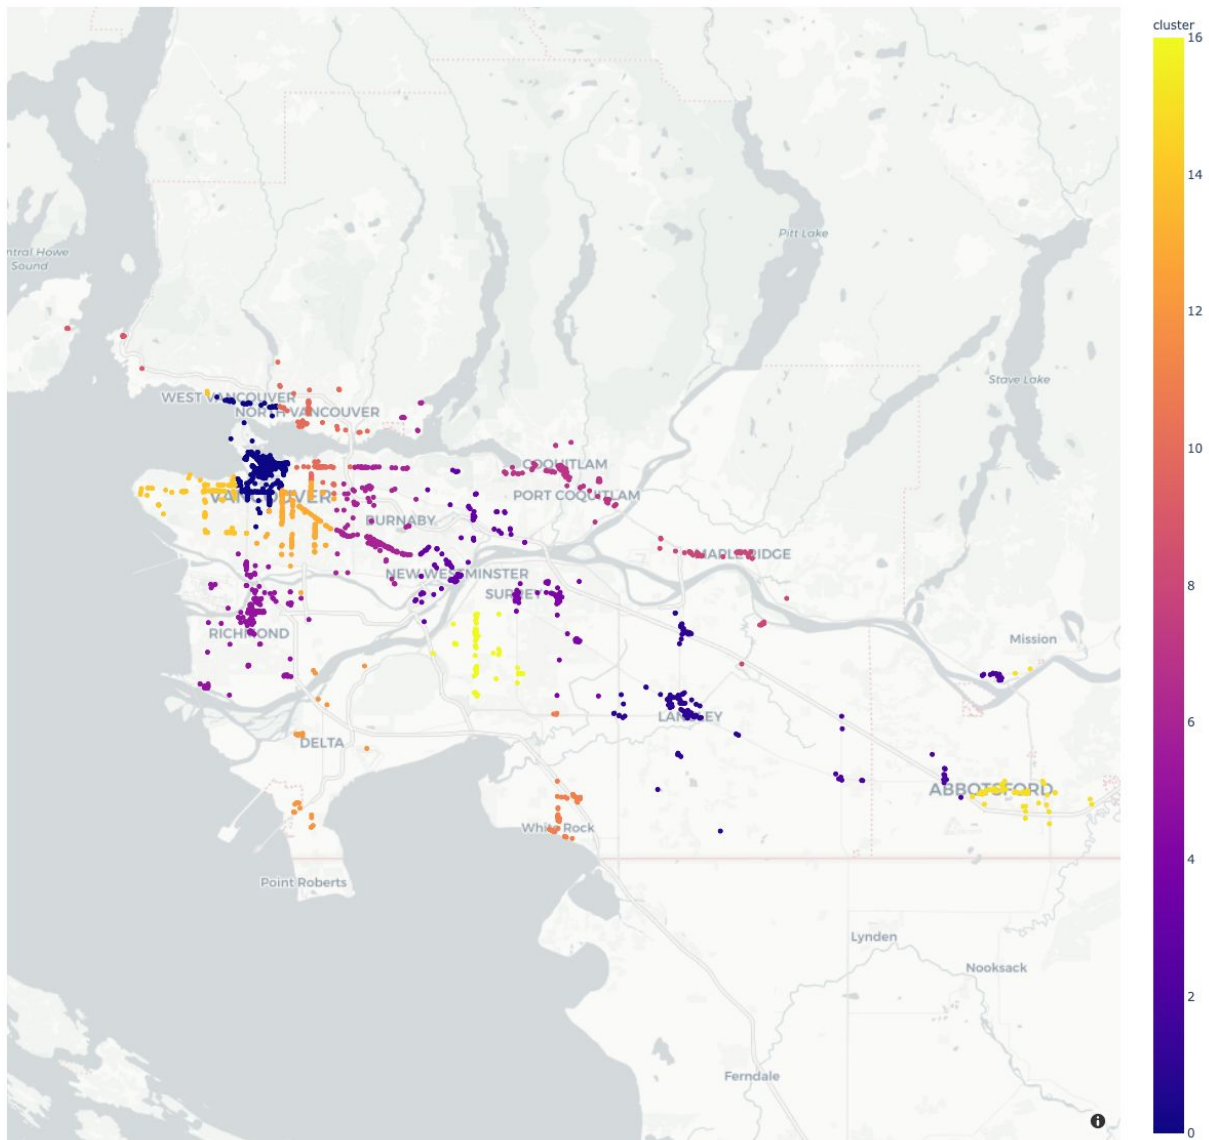 cluster
16
14
Pitt Lake
ntral Howe
Sound
12
Stave Lake
WEST VANCOUVER
NORTH VANCOUVER
10
COQUITLAM
PORT COQUITLAM
VANCOUVER
BURNABY
MAPLE RIDGE
NEW WESTMINSTER
8
SURREY
RICHMOND
Mission
LANGLEY
6
DELTA
ABBOTSFORD
White Rock
4
Point Roberts
Lynden
Nooksack
2
Ferndale
i
0